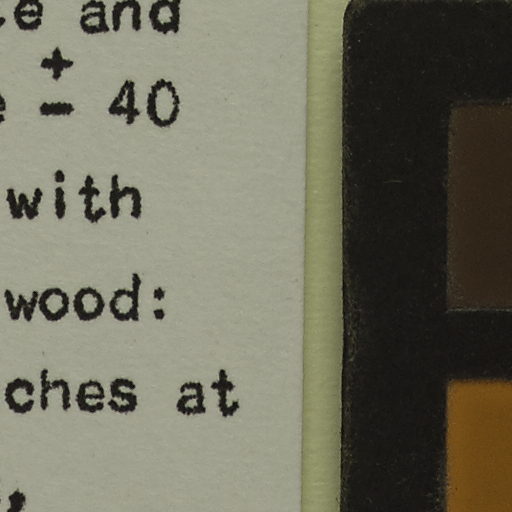 and
± 40
with
wood:
ches at
,